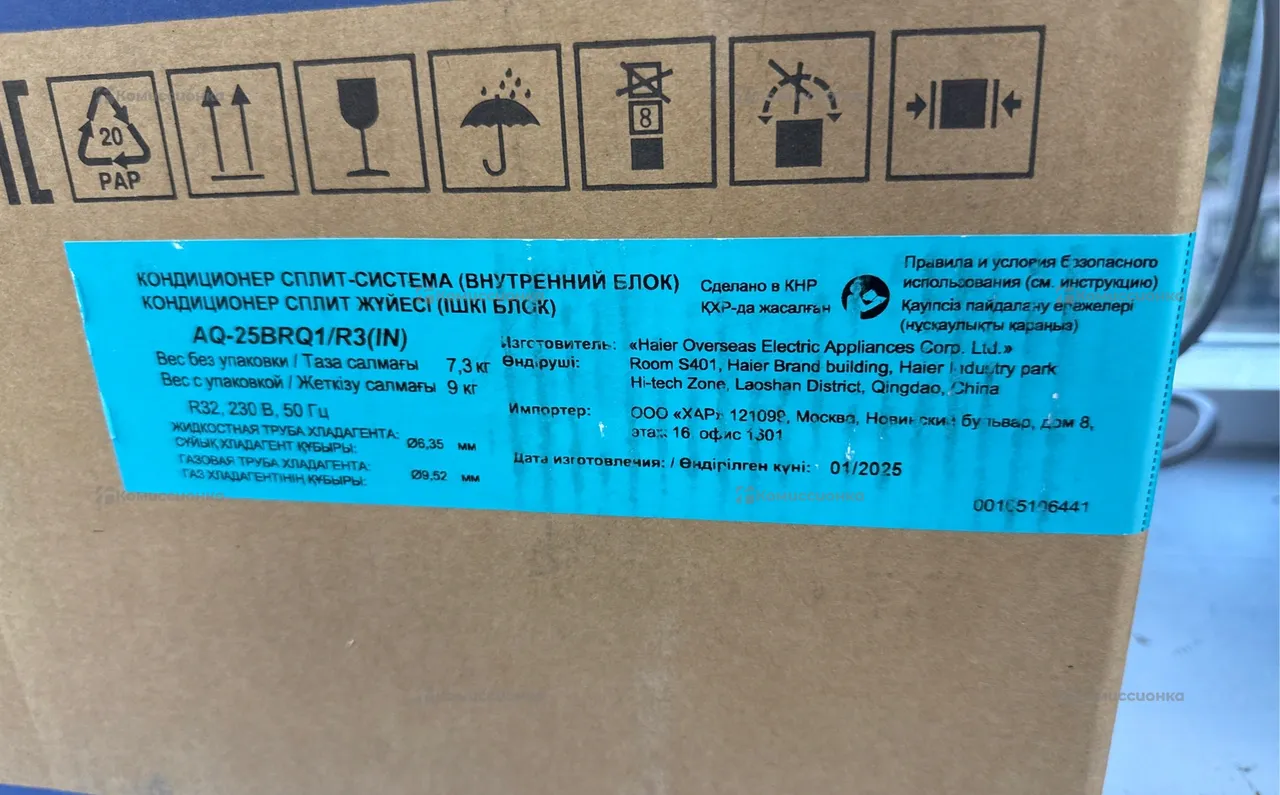 20
PAP
8
КОНДИЦИОНЕР СПЛИТ-СИСТЕМА (ВНУТРЕННИЙ БЛОК)
КОНДИЦИОНЕР СПЛИТ ЖҮЙЕСІ (ІШКІ БЛОК)
AQ-25BRQ1/R3(IN)
Вес без упаковки / Таза салмағы 7,3 кг
Вес с упаковкой / Жеткізу салмағы 9 кг
R32, 230 В, 50 Гц
ЖИДКОСТНАЯ ТРУБА ХЛАДАГЕНТА:
СҰЙЫҚ ХЛАДАГЕНТ ҚҰБЫРЫ: Ø6,35 мм
ГАЗОВАЯ ТРУБА ХЛАДАГЕНТА:
ГАЗ ХЛАДАГЕНТІНІҢ ҚҰБЫРЫ: Ø9,52 мм
Сделано в КНР
ҚХР-да жасалған
Правила и условия безопасного
использования (см. инструкцию)
Қауіпсіз пайдалану ережелері
(нұсқаулықты қараңыз)
Изготовитель: «Haier Overseas Electric Appliances Corp. Ltd.»
Өндіруші: Room S401, Haier Brand building, Haier Industry park
Hi-tech Zone, Laoshan District, Qingdao, China
Импортер: ООО «ХАР» 121099, Москва, Новинский бульвар, дом 8,
этаж 16 офис 1601
Дата изготовления: / Өндірілген күні: 01/2025
Комиссионка
Комиссионка
Комиссионка